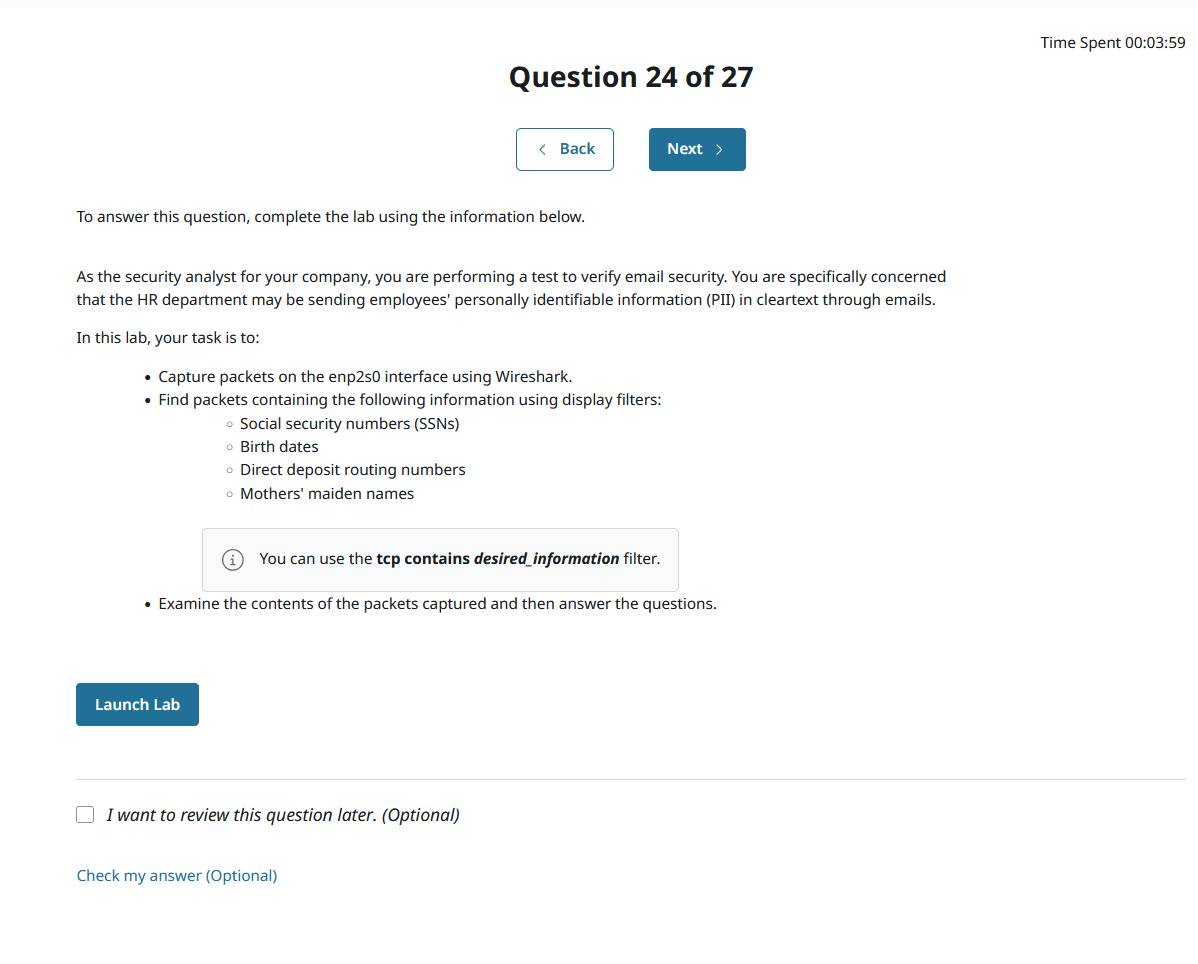 Time Spent 00:03:59
Question 24 of 27
Back
Next
To answer this question, complete the lab using the information below.
As the security analyst for your company, you are performing a test to verify email security. You are specifically concerned
that the HR department may be sending employees' personally identifiable information (PII) in cleartext through emails.
In this lab, your task is to:
• Capture packets on the enp2s0 interface using Wireshark.
• Find packets containing the following information using display filters:
○ Social security numbers (SSNs)
○ Birth dates
○ Direct deposit routing numbers
○ Mothers' maiden names
You can use the tcp contains desired_information filter.
• Examine the contents of the packets captured and then answer the questions.
Launch Lab
I want to review this question later. (Optional)
Check my answer (Optional)